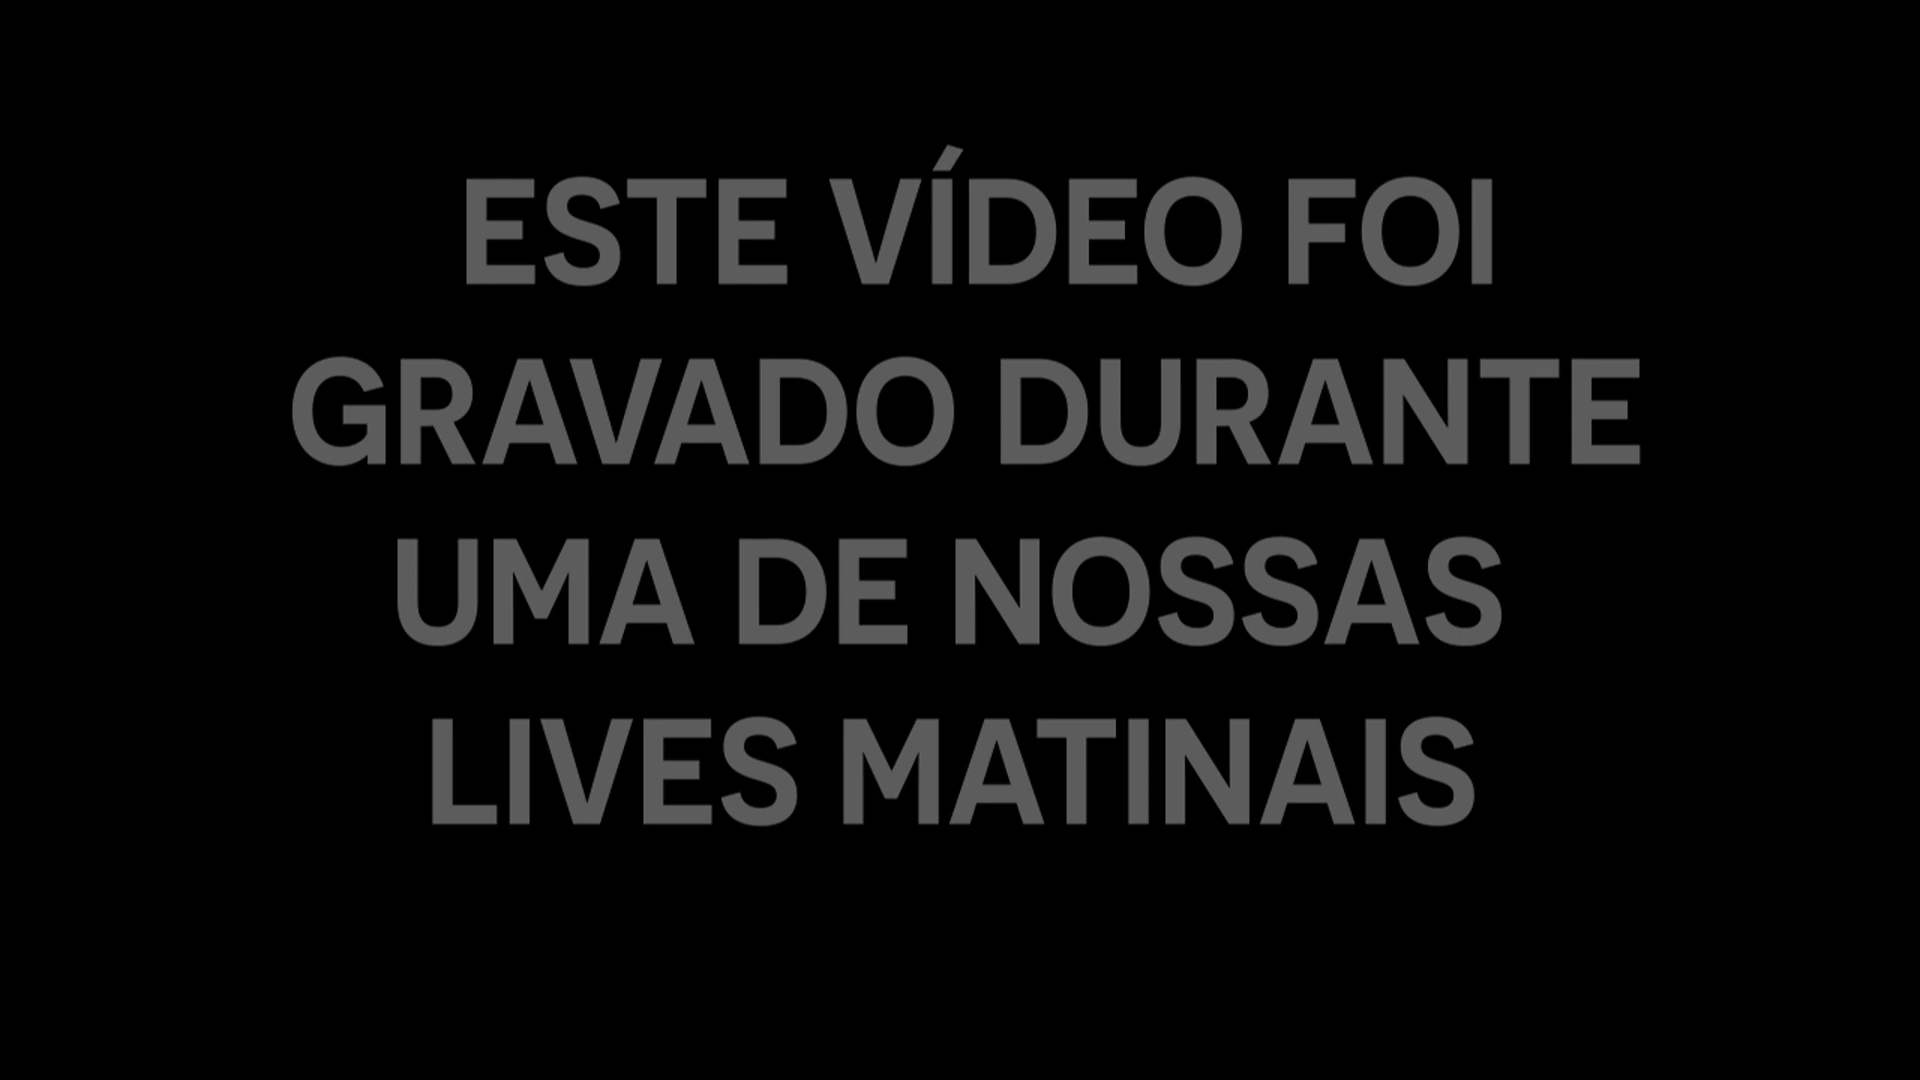 ESTE VÍDEO FOI
GRAVADO DURANTE
UMA DE NOSSAS
LIVES MATINAIS